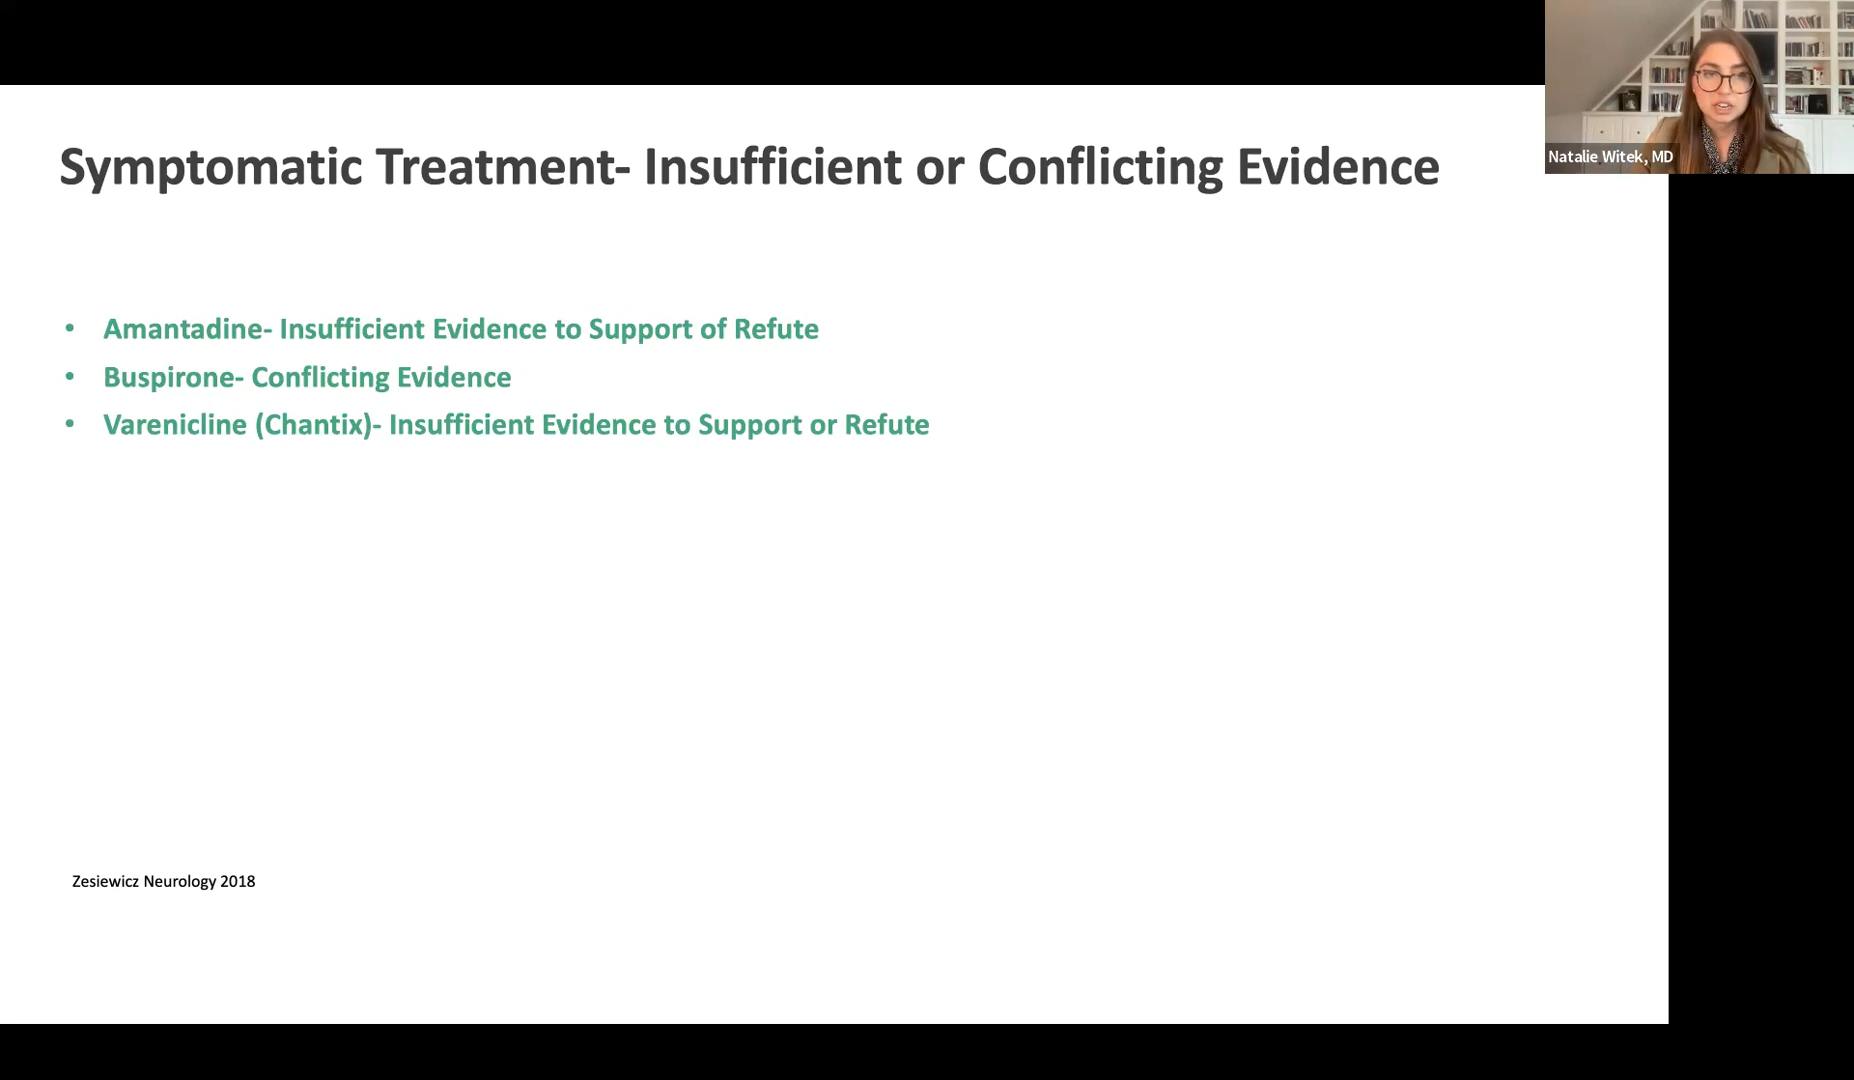 Natalie Witek, MD
Symptomatic Treatment- Insufficient or Conflicting Evidence
• Amantadine- Insufficient Evidence to Support of Refute
• Buspirone- Conflicting Evidence
• Varenicline (Chantix)- Insufficient Evidence to Support or Refute
Zesiewicz Neurology 2018